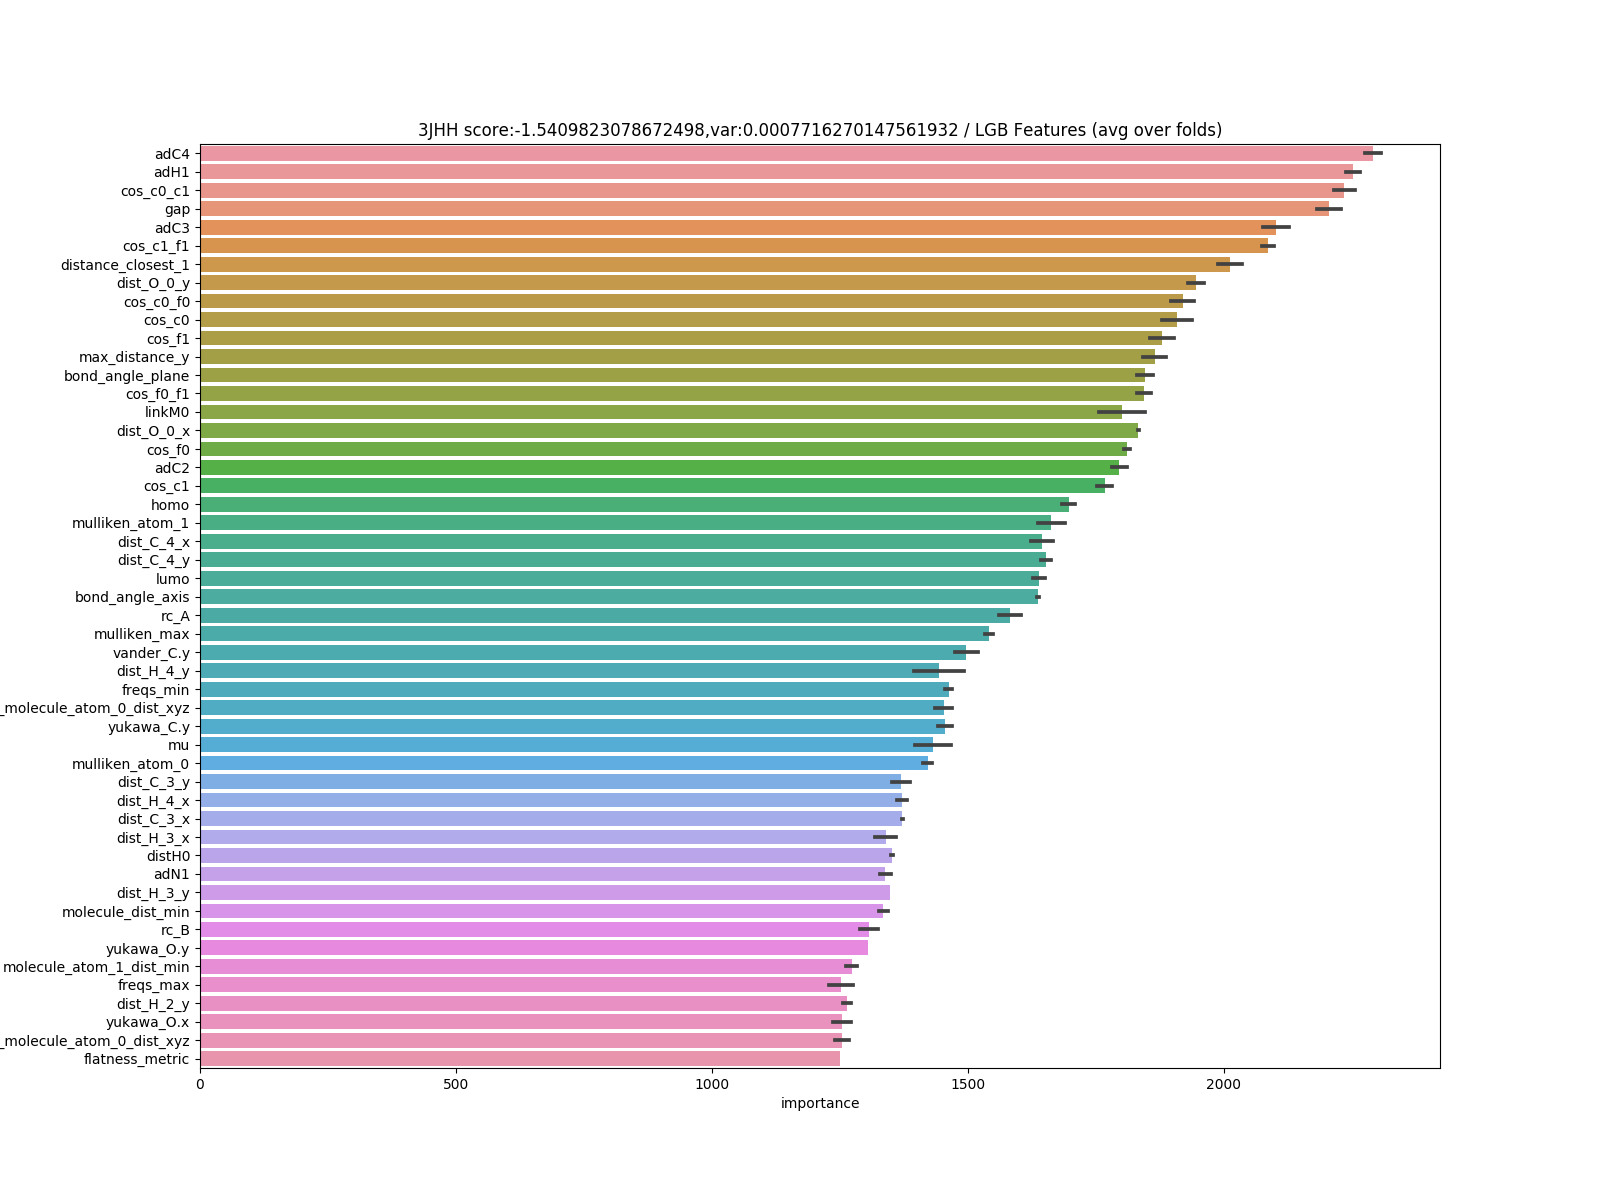 3JHH score:-1.5409823078672498,var:0.0007716270147561932 / LGB Features (avg over folds)
adC4
adH1
cos_c0_c1
gap
adC3
cos_c1_f1
distance_closest_1
dist_O_0_y
cos_c0_f0
cos_c0
cos_f1
max_distance_y
bond_angle_plane
cos_f0_f1
linkM0
dist_O_0_x
cos_f0
adC2
cos_c1
homo
mulliken_atom_1
dist_C_4_x
dist_C_4_y
lumo
bond_angle_axis
rc_A
mulliken_max
vander_C.y
dist_H_4_y
freqs_min
_molecule_atom_0_dist_xyz
yukawa_C.y
mu
mulliken_atom_0
dist_C_3_y
dist_H_4_x
dist_C_3_x
dist_H_3_x
distH0
adN1
dist_H_3_y
molecule_dist_min
rc_B
yukawa_O.y
molecule_atom_1_dist_min
freqs_max
dist_H_2_y
yukawa_O.x
_molecule_atom_0_dist_xyz
flatness_metric
0 500 1000 1500 2000
importance